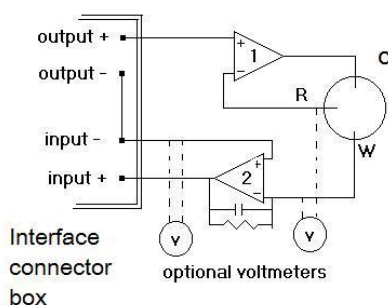 output +
output -
input -
input +
+
-
1
R
W
+
-
2
v
v
optional voltmeters
Interface
connector
box